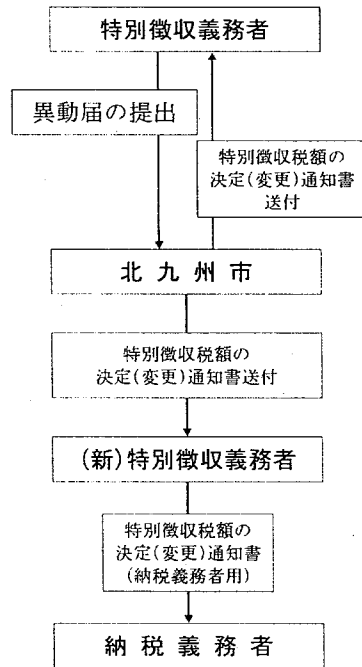 特別徴収義務者
異動届の提出
特別徴収税額の
決定(変更)通知書
送付
北九州市
特別徴収税額の
決定(変更)通知書送付
(新)特別徴収義務者
特別徴収税額の
決定(変更)通知書
(納税義務者用)
納税義務者